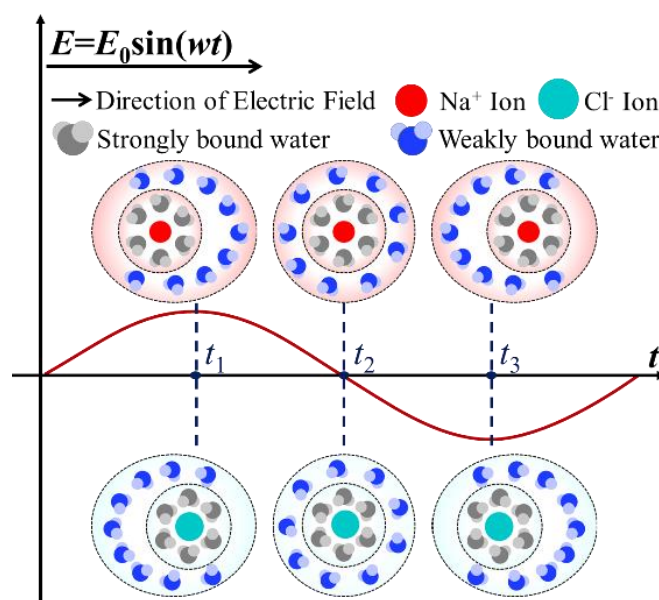 E=E₀sin(wt)
Direction of Electric Field
Na⁺ Ion
Cl⁻ Ion
Strongly bound water
Weakly bound water
t₁
t₂
t₃
t